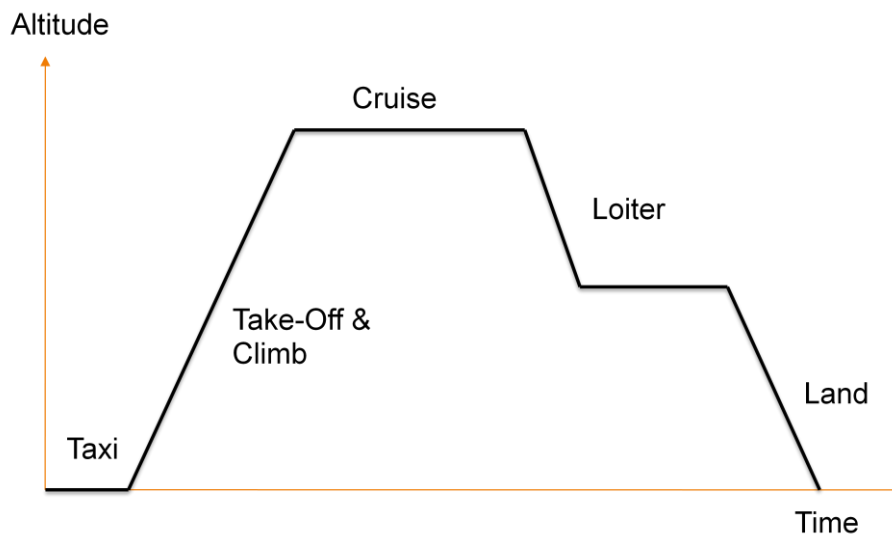 Altitude
Cruise
Loiter
Take-Off &
Climb
Land
Taxi
Time